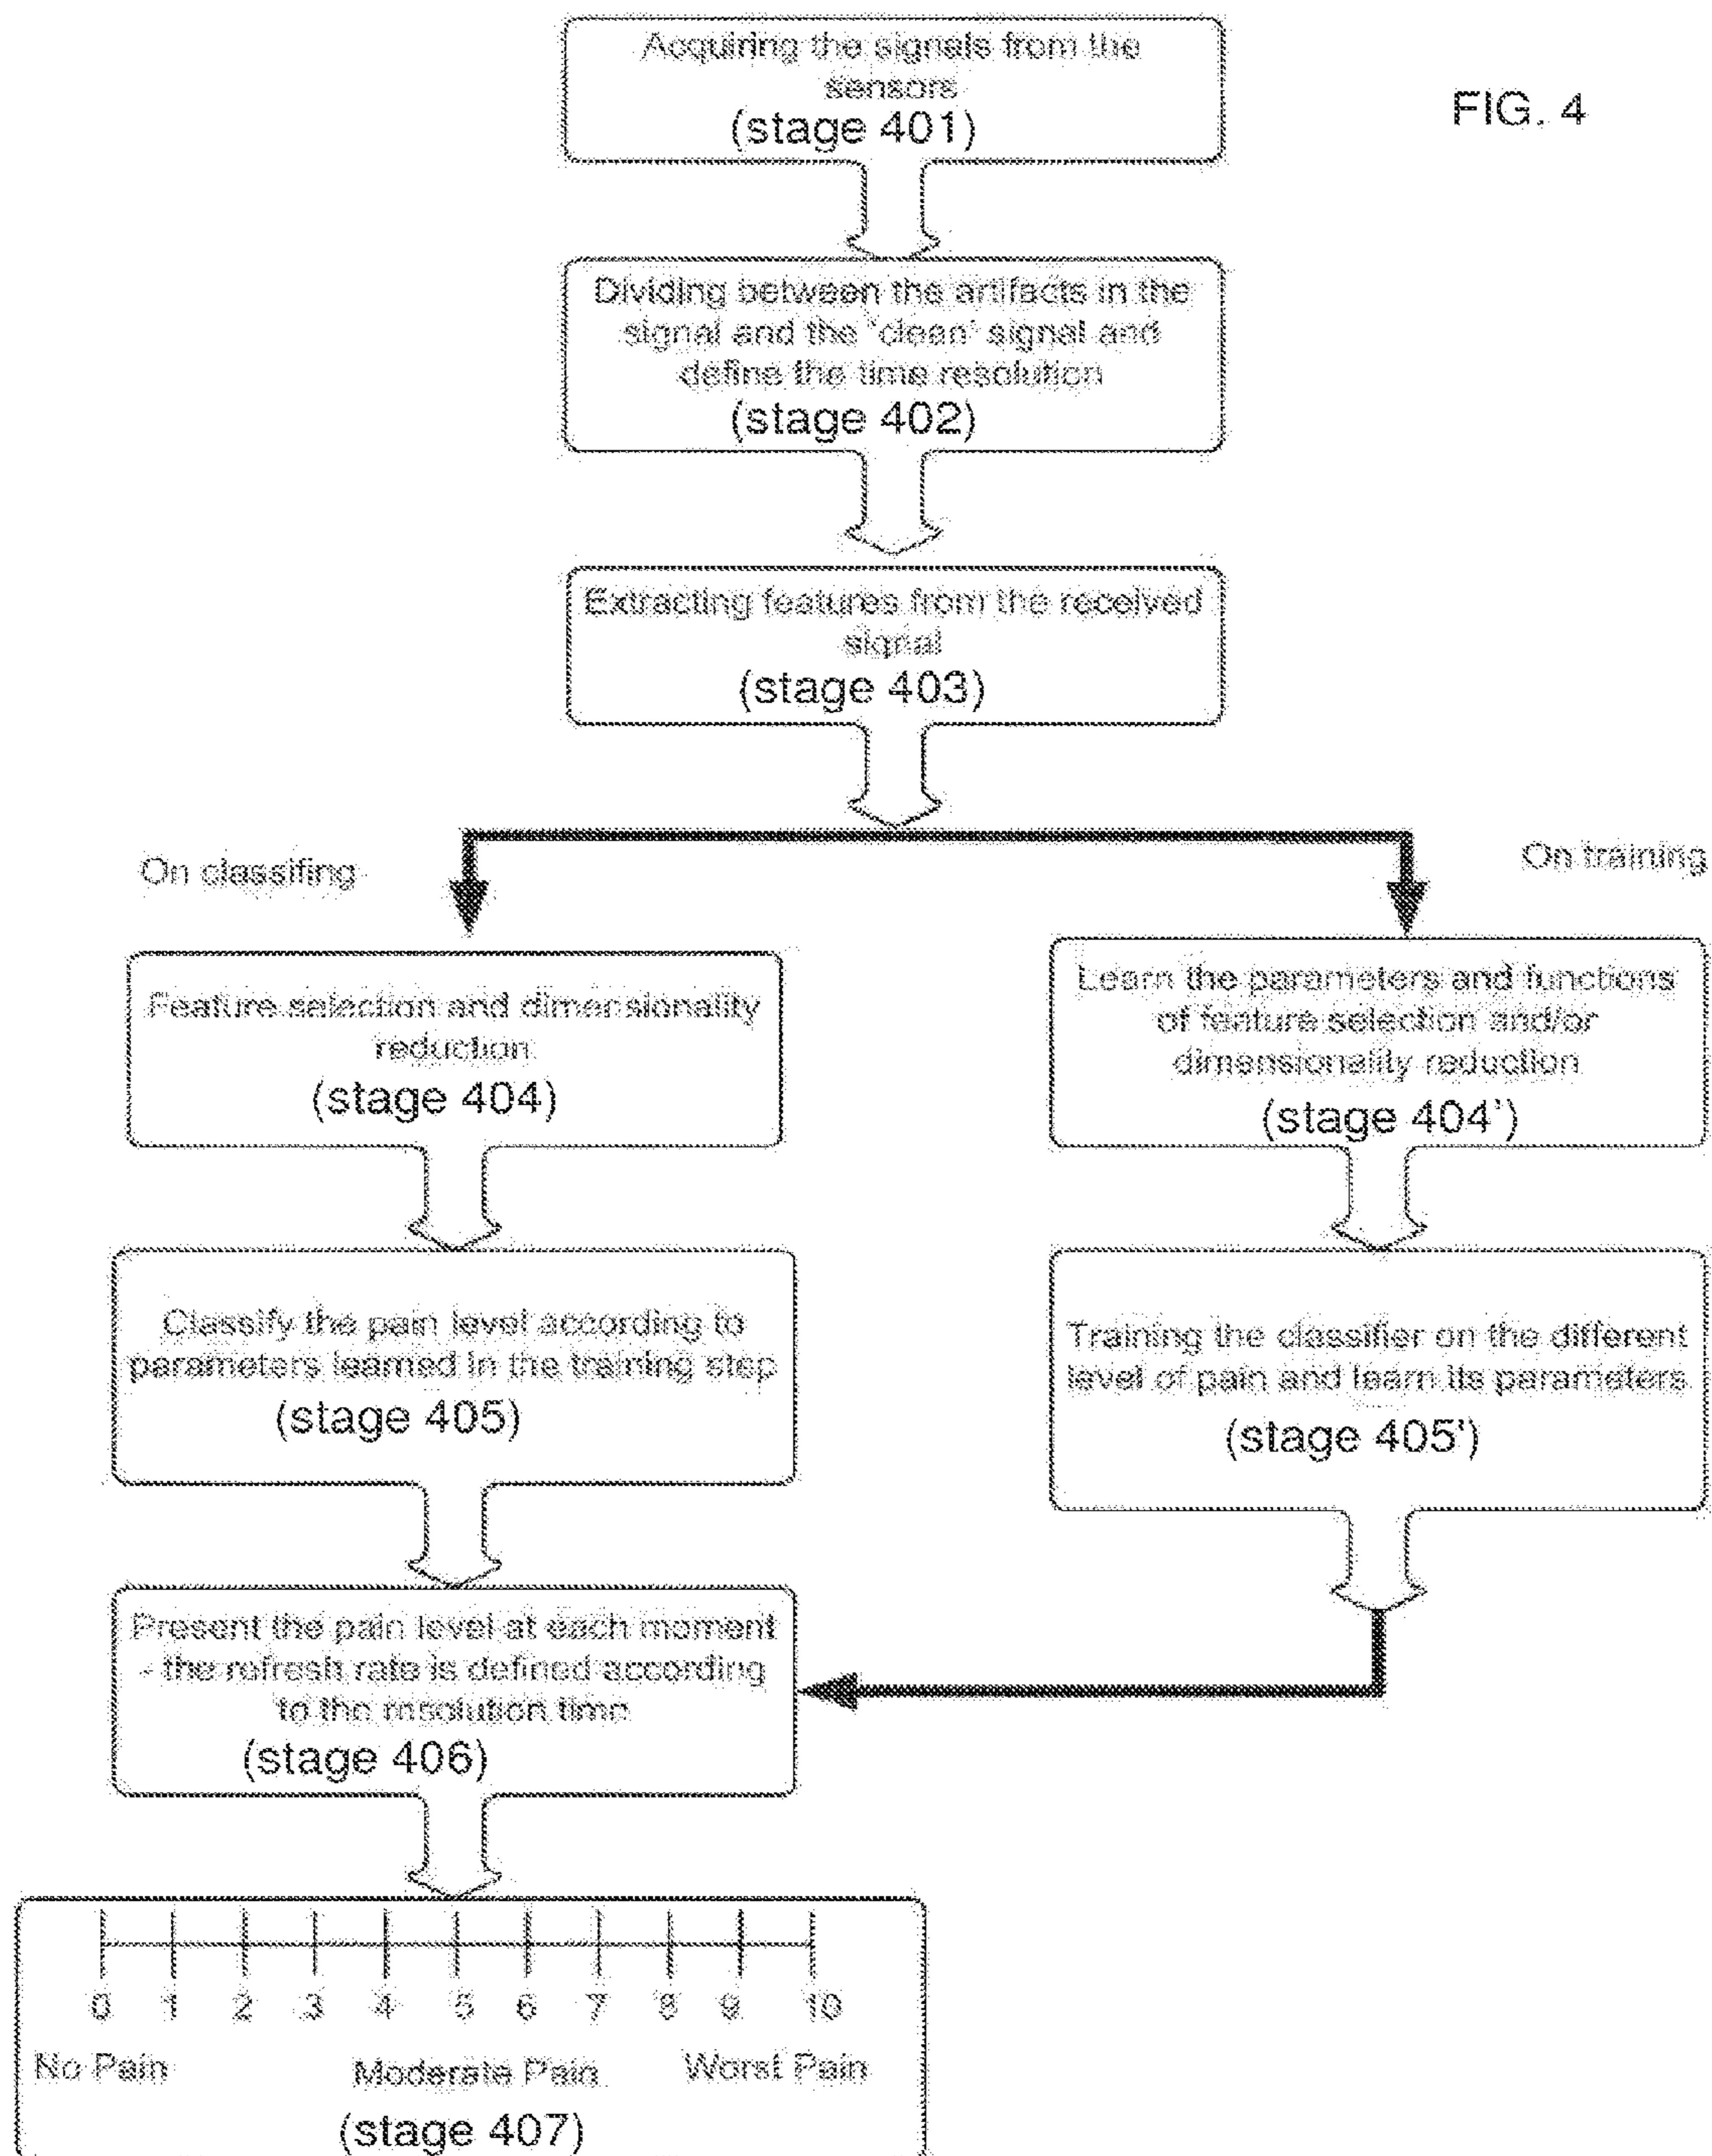 Acquiring the signals from the
sensors
(stage 401)
FIG. 4
Dividing between the artifacts in the
signal and the 'clean' signal and
define the time resolution
(stage 402)
Extracting features from the received
signal
(stage 403)
On classifing
On training
Feature selection and dimensionality
reduction
(stage 404)
Learn the parameters and functions
of feature selection and/or
dimensionality reduction
(stage 404')
Classify the pain level according to
parameters learned in the training step
(stage 405)
Training the classifier on the different
level of pain and learn its parameters
(stage 405')
Present the pain level at each moment
- the refresh rate is defined according
to the resolution time
(stage 406)
0 1 2 3 4 5 6 7 8 9 10
No Pain Moderate Pain Worst Pain
(stage 407)